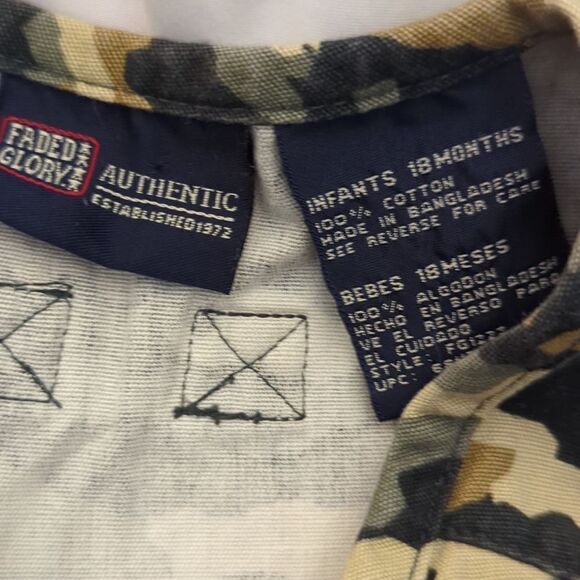 FADED
GLORY.
AUTHENTIC
ESTABLISHED 1972
INFANTS 18 MONTHS
100% COTTON
MADE IN BANGLADESH
SEE REVERSE FOR CARE
BEBES 18 MESES
100% ALGODON
HECHO EN BANGLADESH
VE EL REVERSO PARA
EL CUIDADO
STYLE:
UPC: